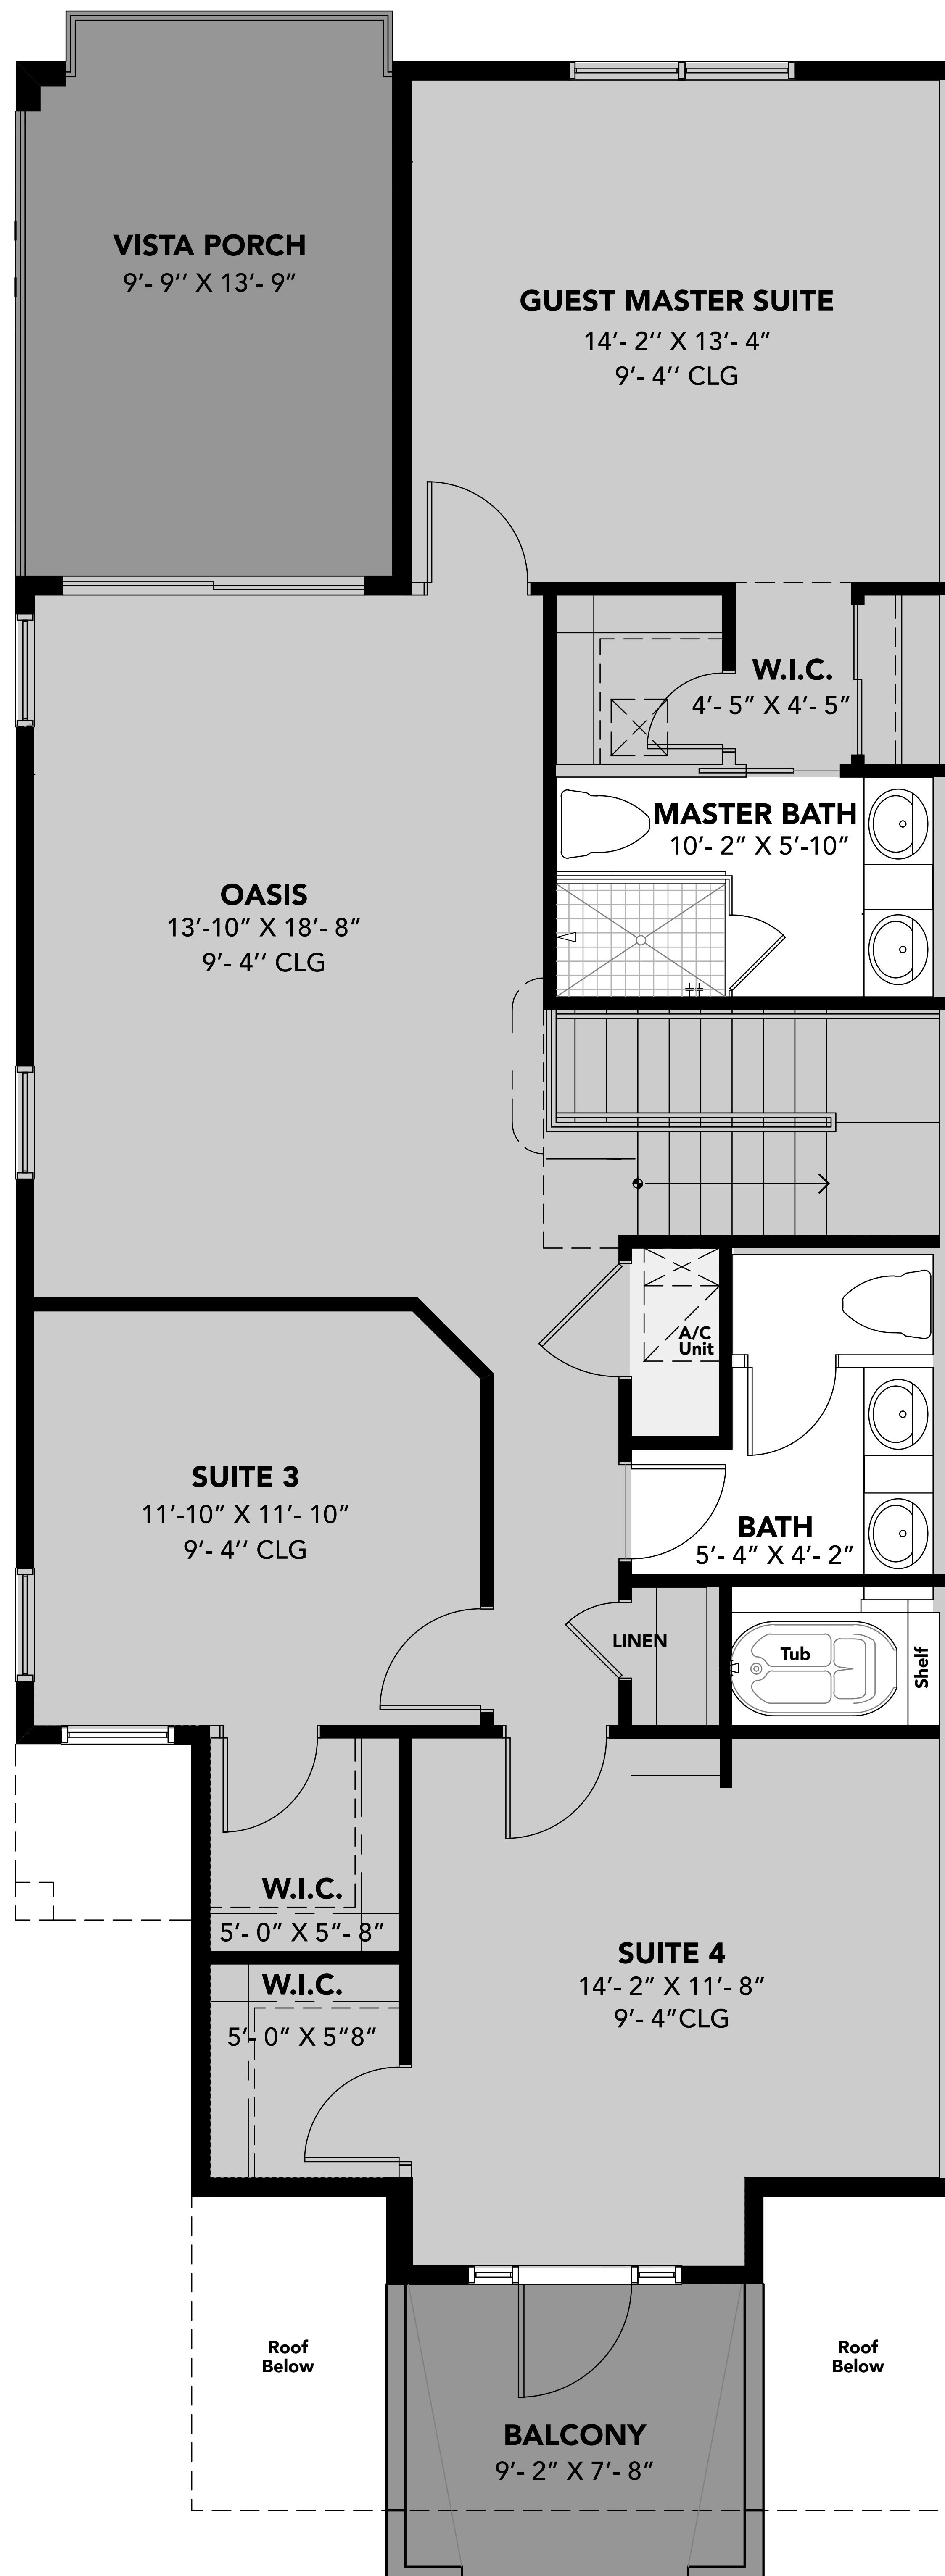 VISTA PORCH
9'- 9'' X 13'- 9"
GUEST MASTER SUITE
14'- 2'' X 13'- 4"
9'- 4'' CLG
W.I.C.
4'- 5" X 4'- 5"
MASTER BATH
10'- 2" X 5'-10"
OASIS
13'-10" X 18'- 8"
9'- 4'' CLG
A/C
Unit
SUITE 3
11'-10" X 11'- 10"
9'- 4'' CLG
BATH
5'- 4" X 4'- 2"
LINEN
Tub
Shelf
W.I.C.
5'- 0" X 5"- 8"
W.I.C.
5'- 0" X 5"8"
SUITE 4
14'- 2" X 11'- 8"
9'- 4"CLG
Roof
Below
Roof
Below
BALCONY
9'- 2" X 7'- 8"